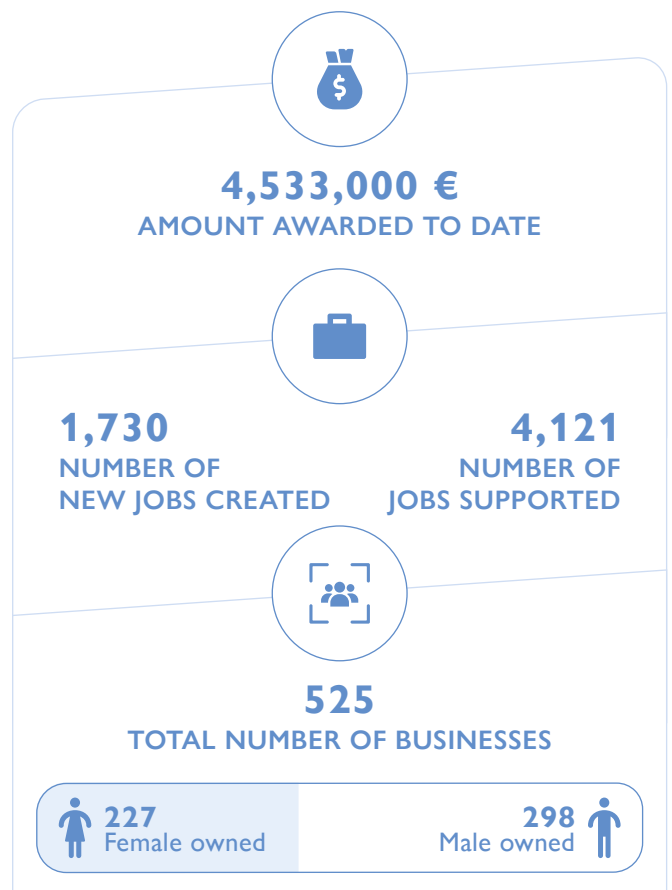 $
4,533,000 €
AMOUNT AWARDED TO DATE
1,730
NUMBER OF
NEW JOBS CREATED
4,121
NUMBER OF
JOBS SUPPORTED
525
TOTAL NUMBER OF BUSINESSES
227
Female owned
298
Male owned